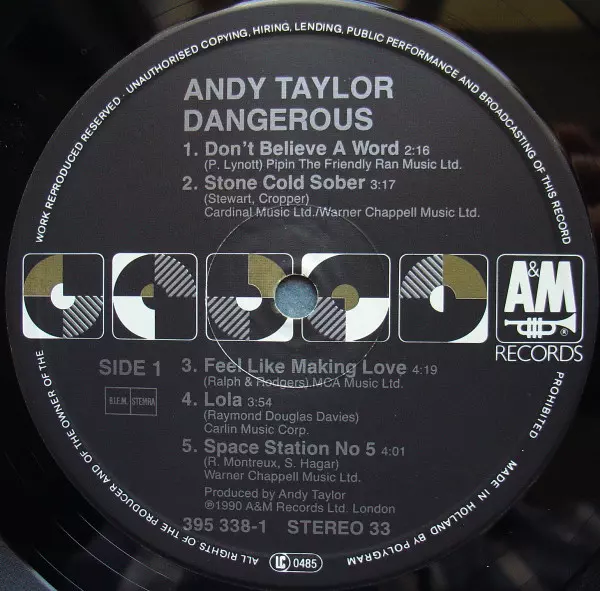 WORK REPRODUCED RESERVED · UNAUTHORISED COPYING, HIRING, LENDING, PUBLIC PERFORMANCE AND BROADCASTING OF THIS RECORD
PROHIBITED · MADE IN HOLLAND BY POLYGRAM
ALL RIGHTS OF THE PRODUCER AND OF THE OWNER OF THE
ANDY TAYLOR
DANGEROUS
1. Don't Believe A Word 2:16
(P. Lynott) Pipin The Friendly Ran Music Ltd.
2. Stone Cold Sober 3:17
(Stewart, Cropper)
Cardinal Music Ltd./Warner Chappell Music Ltd.
A&M
®
RECORDS
SIDE 1
B.I.E.M. STEMRA
3. Feel Like Making Love 4:19
(Ralph & Rodgers) MCA Music Ltd.
4. Lola 3:54
(Raymond Douglas Davies)
Carlin Music Corp.
5. Space Station No 5 4:01
(R. Montreux, S. Hagar)
Warner Chappell Music Ltd.
Produced by Andy Taylor
℗1990 A&M Records Ltd. London
395 338-1 STEREO 33
LC 0485